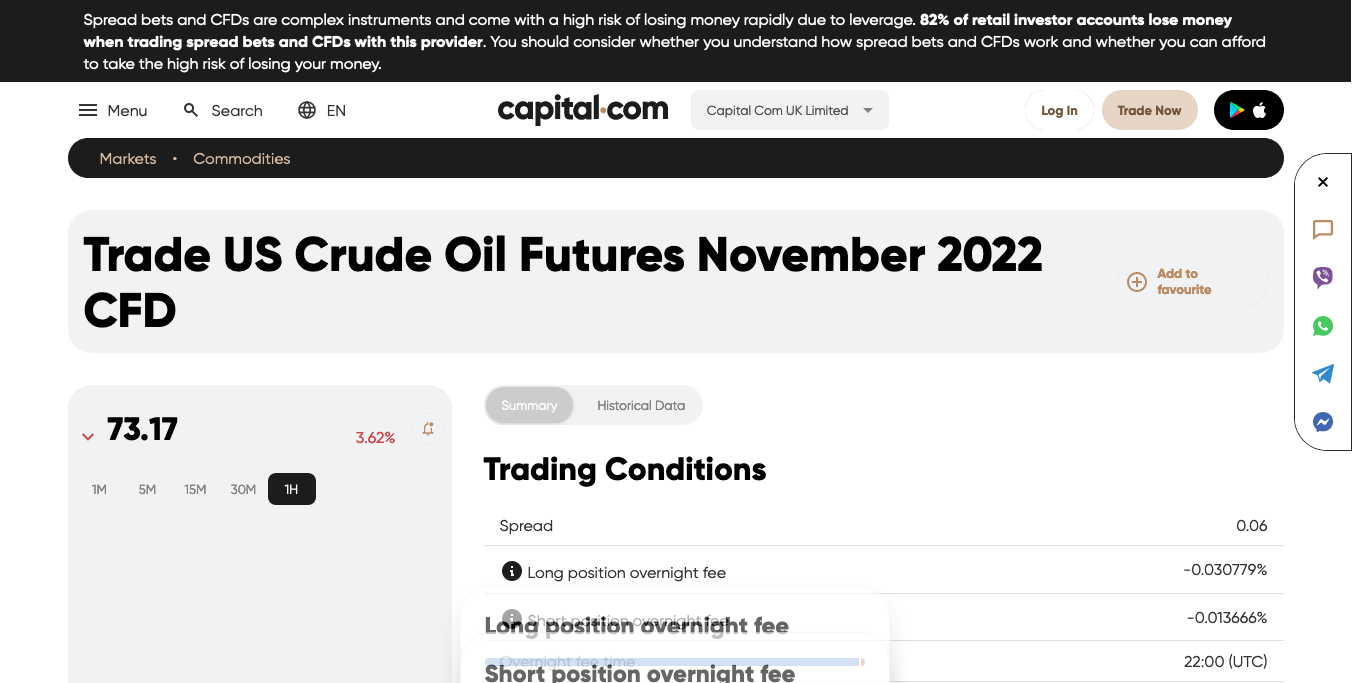 Spread bets and CFDs are complex instruments and come with a high risk of losing money rapidly due to leverage. 82% of retail investor accounts lose money
when trading spread bets and CFDs with this provider. You should consider whether you understand how spread bets and CFDs work and whether you can afford
to take the high risk of losing your money.
Menu Search EN capital.com Capital Com UK Limited Log In Trade Now
Markets • Commodities
Trade US Crude Oil Futures November 2022
CFD
Add to
favourite
73.17 3.62%
1M 5M 15M 30M 1H
Summary Historical Data
Trading Conditions
Spread 0.06
Long position overnight fee -0.030779%
Short position overnight fee -0.013666%
Long position overnight fee
Overnight fee time 22:00 (UTC)
Short position overnight fee